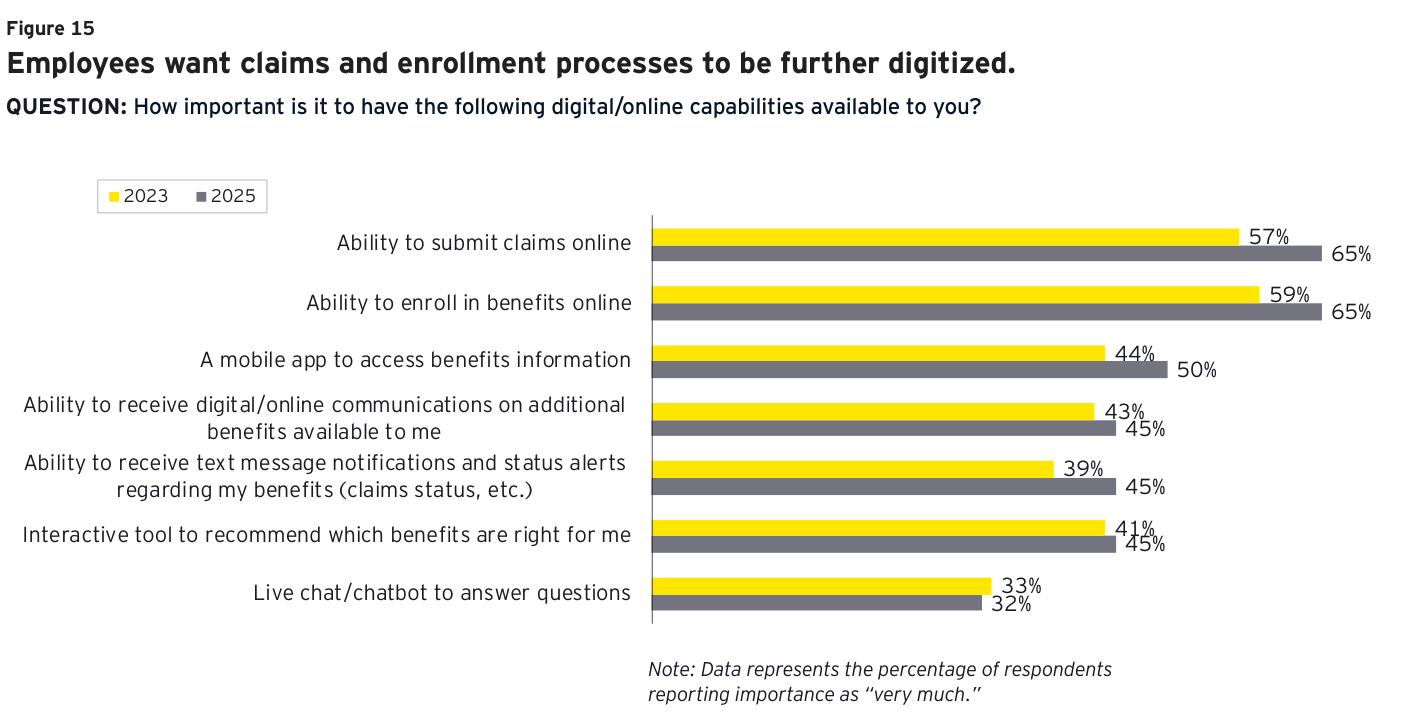 Figure 15
Employees want claims and enrollment processes to be further digitized.
QUESTION: How important is it to have the following digital/online capabilities available to you?
2023 2025
Ability to submit claims online
57%
65%
Ability to enroll in benefits online
59%
65%
A mobile app to access benefits information
44%
50%
Ability to receive digital/online communications on additional
benefits available to me
43%
45%
Ability to receive text message notifications and status alerts
regarding my benefits (claims status, etc.)
39%
45%
Interactive tool to recommend which benefits are right for me
41%
45%
Live chat/chatbot to answer questions
33%
32%
Note: Data represents the percentage of respondents
reporting importance as “very much.”